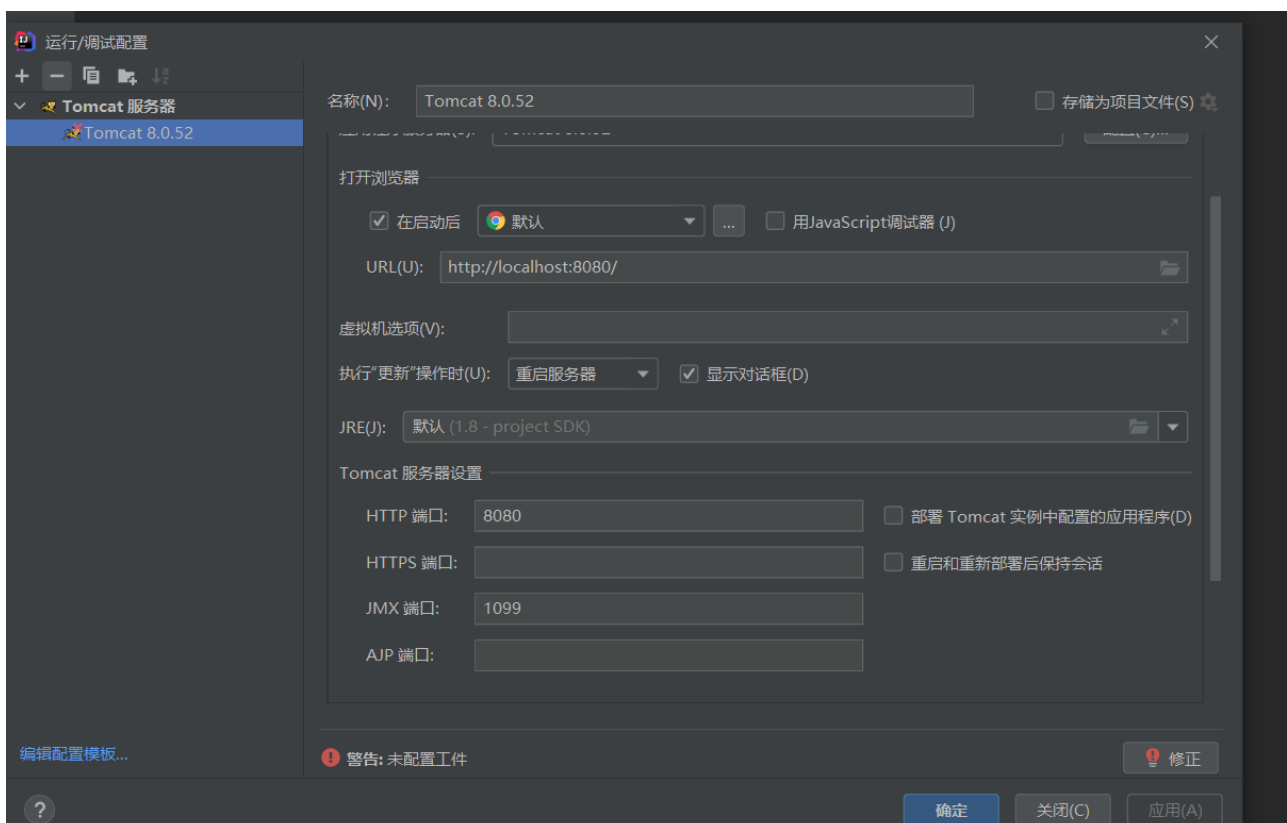 运行/调试配置
Tomcat 服务器
Tomcat 8.0.52
编辑配置模板...
名称(N): Tomcat 8.0.52 存储为项目文件(S)
打开浏览器
在启动后 默认 ... 用JavaScript调试器 (J)
URL(U): http://localhost:8080/
虚拟机选项(V):
执行“更新”操作时(U): 重启服务器 显示对话框(D)
JRE(J): 默认 (1.8 - project SDK)
Tomcat 服务器设置
HTTP 端口: 8080 部署 Tomcat 实例中配置的应用程序(D)
HTTPS 端口: 重启和重新部署后保持会话
JMX 端口: 1099
AJP 端口:
警告: 未配置工件 修正
? 确定 关闭(C) 应用(A)